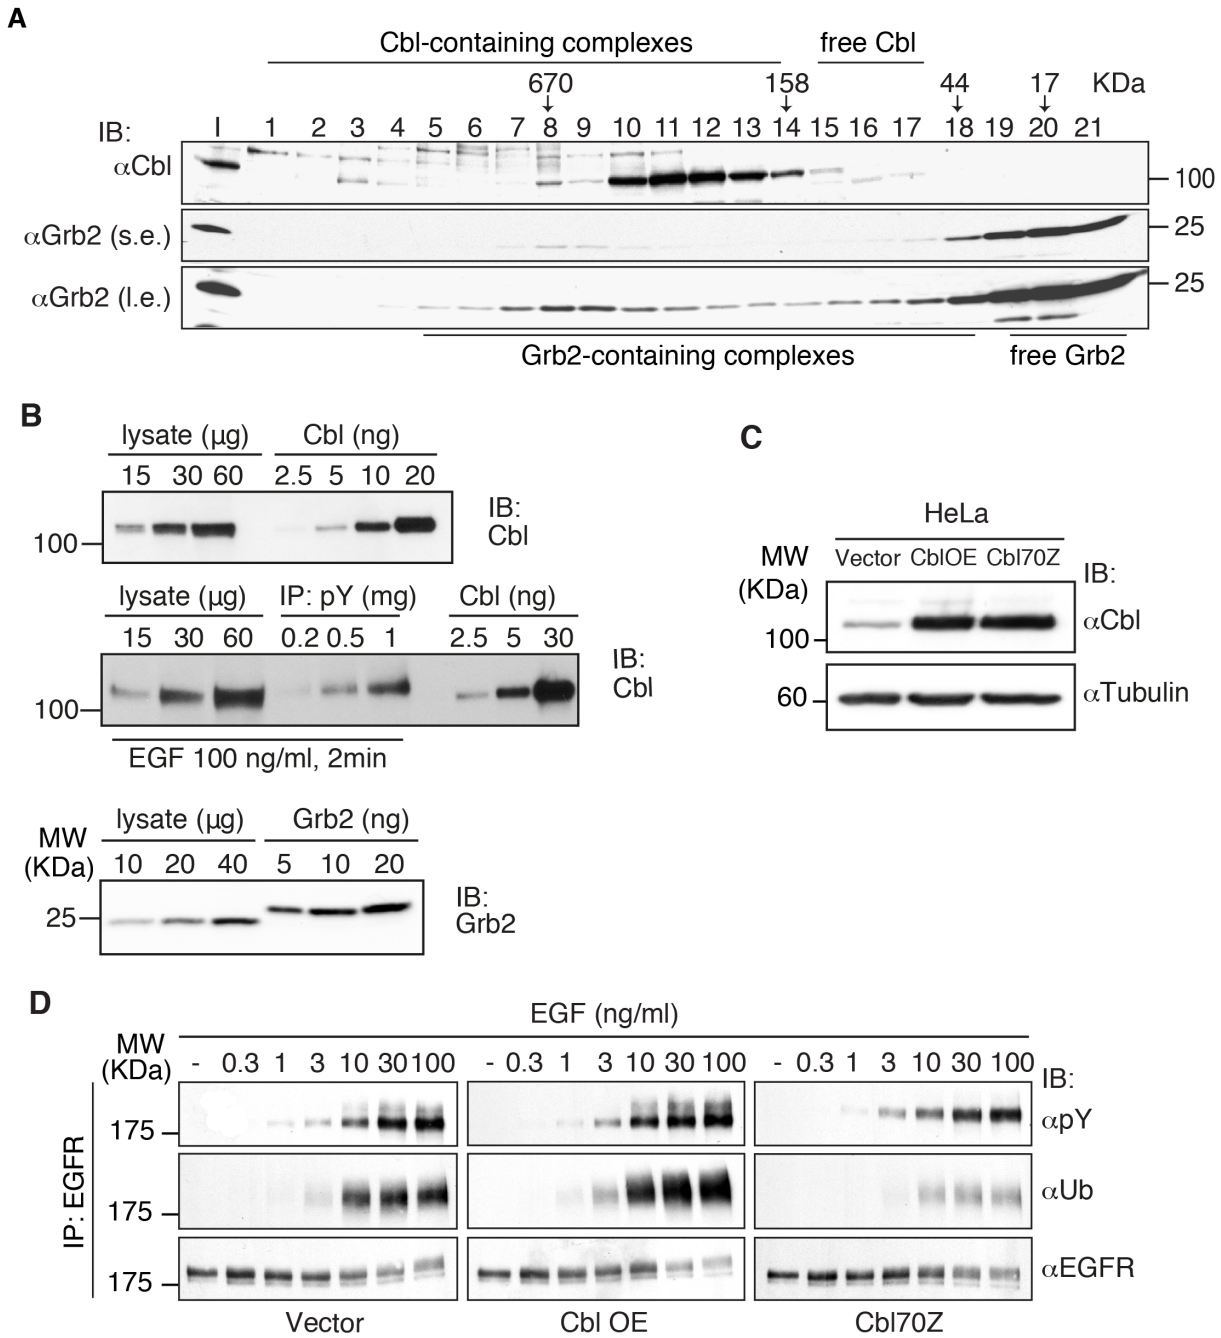 A
Cbl-containing complexes free Cbl
670 158 44 17 KDa
IB: I 1 2 3 4 5 6 7 8 9 10 11 12 13 14 15 16 17 18 19 20 21
αCbl
100
αGrb2 (s.e.)
25
αGrb2 (l.e.)
25
Grb2-containing complexes free Grb2
B
lysate (µg) Cbl (ng)
15 30 60 2.5 5 10 20
IB:
Cbl
100
lysate (µg) IP: pY (mg) Cbl (ng)
15 30 60 0.2 0.5 1 2.5 5 30
IB:
Cbl
100
EGF 100 ng/ml, 2min
lysate (µg) Grb2 (ng)
MW
(KDa) 10 20 40 5 10 20
IB:
Grb2
25
C
HeLa
MW
(KDa)
Vector CblOE Cbl70Z
IB:
αCbl
100
60
αTubulin
D
EGF (ng/ml)
MW
(KDa) - 0.3 1 3 10 30 100 - 0.3 1 3 10 30 100 - 0.3 1 3 10 30 100
IB:
IP: EGFR
175 αpY
175 αUb
175 αEGFR
Vector Cbl OE Cbl70Z